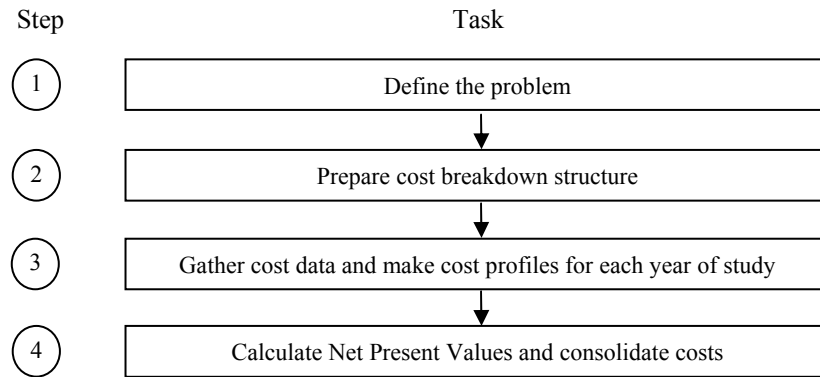 Step Task
1 Define the problem
2 Prepare cost breakdown structure
3 Gather cost data and make cost profiles for each year of study
4 Calculate Net Present Values and consolidate costs